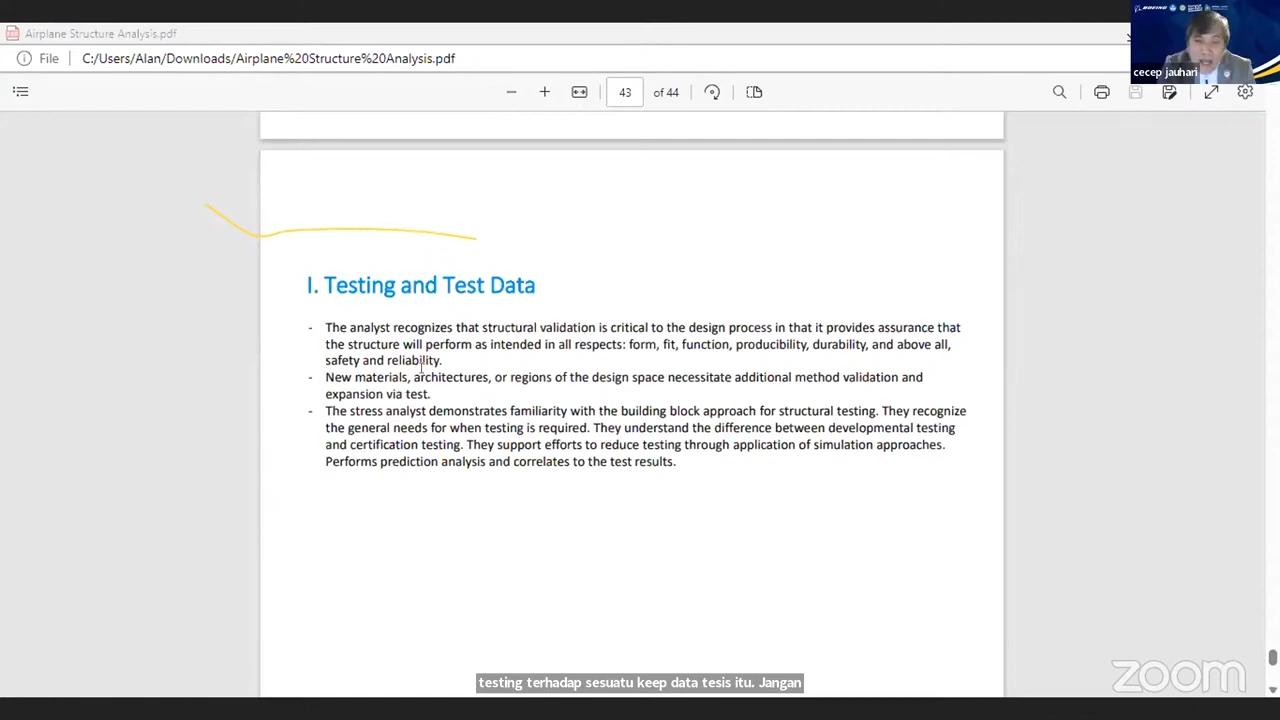 Airplane Structure Analysis.pdf
BOEING
File
C:/Users/Alan/Downloads/Airplane%20Structure%20Analysis.pdf
cecep jauhari
43 of 44
I. Testing and Test Data
- The analyst recognizes that structural validation is critical to the design process in that it provides assurance that
the structure will perform as intended in all respects: form, fit, function, producibility, durability, and above all,
safety and reliability.
- New materials, architectures, or regions of the design space necessitate additional method validation and
expansion via test.
- The stress analyst demonstrates familiarity with the building block approach for structural testing. They recognize
the general needs for when testing is required. They understand the difference between developmental testing
and certification testing. They support efforts to reduce testing through application of simulation approaches.
Performs prediction analysis and correlates to the test results.
zoom
testing terhadap sesuatu keep data tesis itu. Jangan